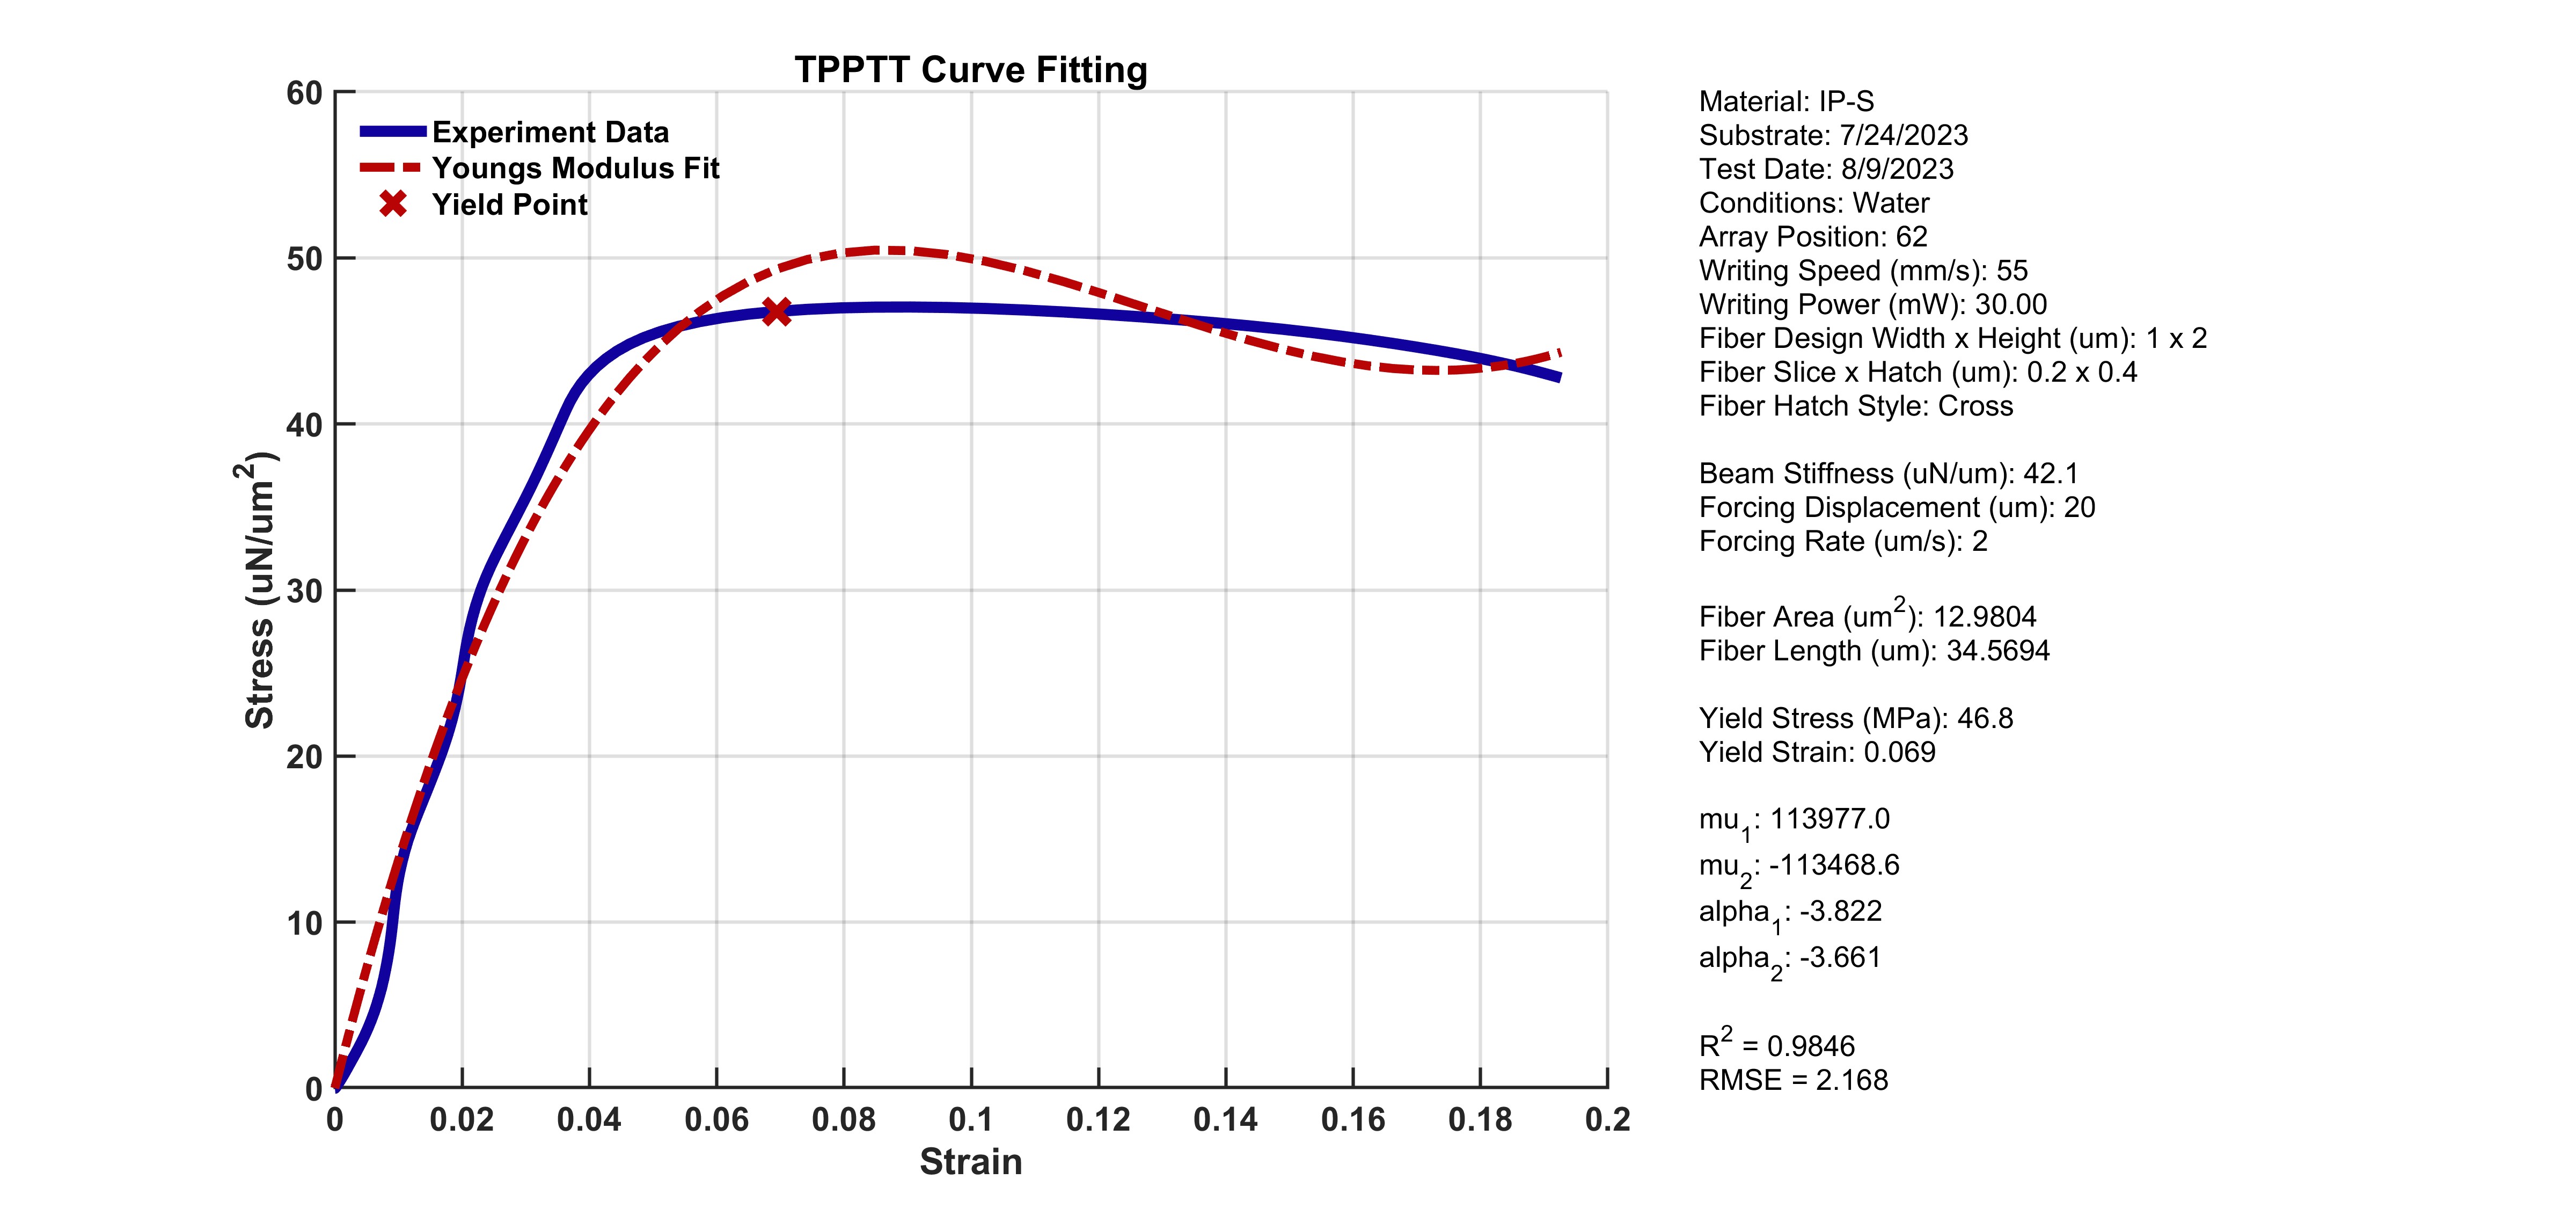 TPPTT Curve Fitting
60
50
40
30
20
10
0
Stress (uN/um²)
Experiment Data
Youngs Modulus Fit
Yield Point
0 0.02 0.04 0.06 0.08 0.1 0.12 0.14 0.16 0.18 0.2
Strain
Material: IP-S
Substrate: 7/24/2023
Test Date: 8/9/2023
Conditions: Water
Array Position: 62
Writing Speed (mm/s): 55
Writing Power (mW): 30.00
Fiber Design Width x Height (um): 1 x 2
Fiber Slice x Hatch (um): 0.2 x 0.4
Fiber Hatch Style: Cross
Beam Stiffness (uN/um): 42.1
Forcing Displacement (um): 20
Forcing Rate (um/s): 2
Fiber Area (um²): 12.9804
Fiber Length (um): 34.5694
Yield Stress (MPa): 46.8
Yield Strain: 0.069
mu₁: 113977.0
mu₂: -113468.6
alpha₁: -3.822
alpha₂: -3.661
R² = 0.9846
RMSE = 2.168